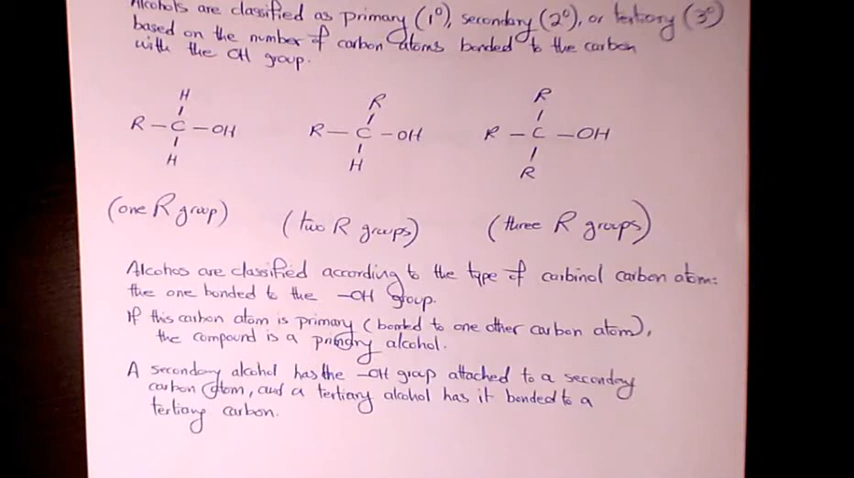 Alcohols are classified as primary (1°), secondary (2°), or tertiary (3°)
based on the number of carbon atoms bonded to the carbon
with the OH group.
H R R
R – C – OH R – C – OH R – C – OH
H H R
(one R group) (two R groups) (three R groups)
Alcohos are classified according to the type of carbinol carbon atom:
the one bonded to the –OH group.
If this carbon atom is primary (bonded to one other carbon atom),
the compound is a primary alcohol.
A secondary alcohol has the –OH group attached to a secondary
carbon atom, and a tertiary alcohol has it bonded to a
tertiary carbon.